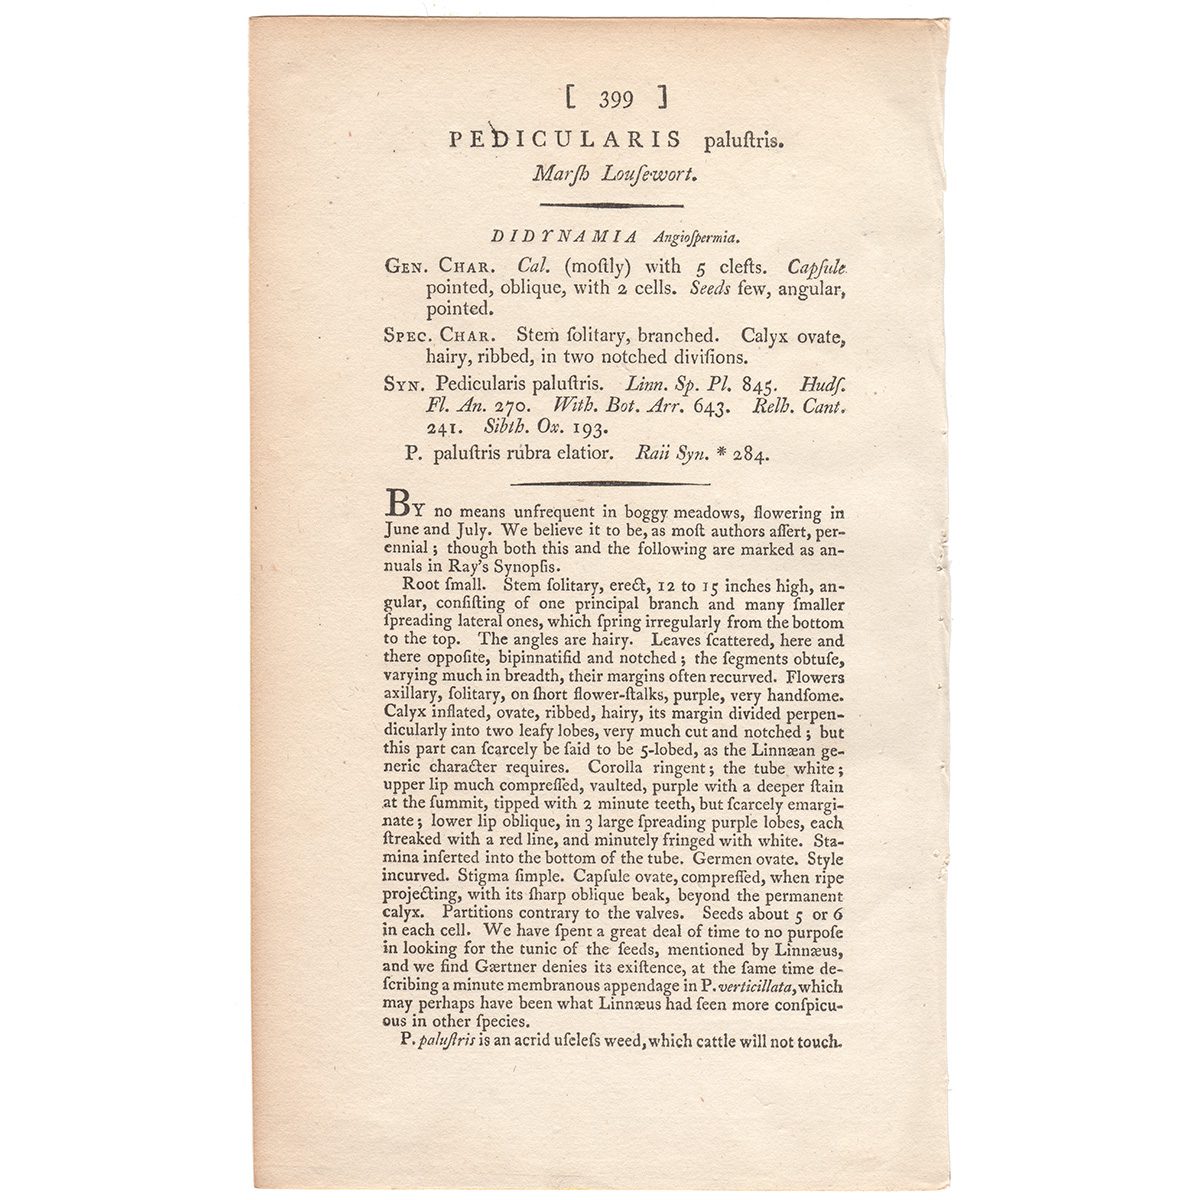 [ 399 ]
PEDICULARIS paluſtris.
Marſh Louſewort.
DIDYNAMIA Angioſpermia.
GEN. CHAR. Cal. (moſtly) with 5 clefts. Capſule
pointed, oblique, with 2 cells. Seeds few, angular,
pointed.
SPEC. CHAR. Stem ſolitary, branched. Calyx ovate,
hairy, ribbed, in two notched diviſions.
SYN. Pedicularis paluſtris. Linn. Sp. Pl. 845. Hudſ.
Fl. An. 270. With. Bot. Arr. 643. Relh. Cant.
241. Sibth. Ox. 193.
P. paluſtris rubra elatior. Raii Syn. * 284.
BY no means unfrequent in boggy meadows, flowering in
June and July. We believe it to be, as moſt authors aſſert, per-
ennial; though both this and the following are marked as an-
nuals in Ray's Synopſis.
Root ſmall. Stem ſolitary, erect, 12 to 15 inches high, an-
gular, conſiſting of one principal branch and many ſmaller
ſpreading lateral ones, which ſpring irregularly from the bottom
to the top. The angles are hairy. Leaves ſcattered, here and
there oppoſite, bipinnatifid and notched; the ſegments obtuſe,
varying much in breadth, their margins often recurved. Flowers
axillary, ſolitary, on ſhort flower-ſtalks, purple, very handſome.
Calyx inflated, ovate, ribbed, hairy, its margin divided perpen-
dicularly into two leafy lobes, very much cut and notched; but
this part can ſcarcely be ſaid to be 5-lobed, as the Linnæan ge-
neric character requires. Corolla ringent; the tube white;
upper lip much compreſſed, vaulted, purple with a deeper ſtain
at the ſummit, tipped with 2 minute teeth, but ſcarcely emargi-
nate; lower lip oblique, in 3 large ſpreading purple lobes, each
ſtreaked with a red line, and minutely fringed with white. Sta-
mina inſerted into the bottom of the tube. Germen ovate. Style
incurved. Stigma ſimple. Capſule ovate, compreſſed, when ripe
projecting, with its ſharp oblique beak, beyond the permanent
calyx. Partitions contrary to the valves. Seeds about 5 or 6
in each cell. We have ſpent a great deal of time to no purpoſe
in looking for the tunic of the ſeeds, mentioned by Linnæus,
and we find Gærtner denies its exiſtence, at the ſame time de-
ſcribing a minute membranous appendage in P. verticillata, which
may perhaps have been what Linnæus had ſeen more conſpicu-
ous in other ſpecies.
P. paluſtris is an acrid uſeleſs weed, which cattle will not touch.